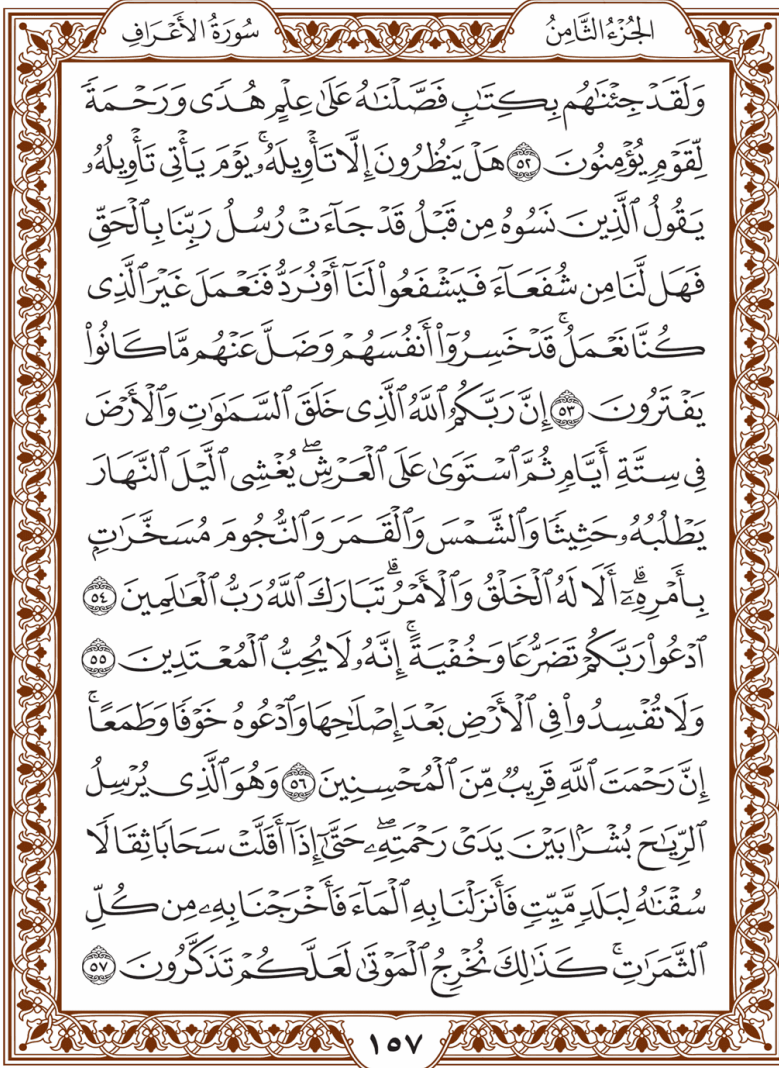 الجُزْءُ الثَّامِنُ
سُورَةُ الأَعْرَافِ
وَلَقَدْ جِئْنَٰهُم بِكِتَٰبٖ فَصَّلْنَٰهُ عَلَىٰ عِلْمٍ هُدٗى وَرَحْمَةٗ
لِّقَوْمٖ يُؤْمِنُونَ ٥٢ هَلْ يَنظُرُونَ إِلَّا تَأْوِيلَهُۥۚ يَوْمَ يَأْتِي تَأْوِيلُهُۥ
يَقُولُ ٱلَّذِينَ نَسُوهُ مِن قَبْلُ قَدْ جَآءَتْ رُسُلُ رَبِّنَا بِٱلْحَقِّ
فَهَل لَّنَا مِن شُفَعَآءَ فَيَشْفَعُوا۟ لَنَآ أَوْ نُرَدُّ فَنَعْمَلَ غَيْرَ ٱلَّذِي
كُنَّا نَعْمَلُۚ قَدْ خَسِرُوٓا۟ أَنفُسَهُمْ وَضَلَّ عَنْهُم مَّا كَانُوا۟
يَفْتَرُونَ ٥٣ إِنَّ رَبَّكُمُ ٱللَّهُ ٱلَّذِي خَلَقَ ٱلسَّمَٰوَٰتِ وَٱلْأَرْضَ
فِي سِتَّةِ أَيَّامٖ ثُمَّ ٱسْتَوَىٰ عَلَى ٱلْعَرْشِۖ يُغْشِي ٱلَّيْلَ ٱلنَّهَارَ
يَطْلُبُهُۥ حَثِيثٗا وَٱلشَّمْسَ وَٱلْقَمَرَ وَٱلنُّجُومَ مُسَخَّرَٰتِۭ
بِأَمْرِهِۦٓۗ أَلَا لَهُ ٱلْخَلْقُ وَٱلْأَمْرُۗ تَبَارَكَ ٱللَّهُ رَبُّ ٱلْعَٰلَمِينَ ٥٤
ٱدْعُوا۟ رَبَّكُمْ تَضَرُّعٗا وَخُفْيَةًۚ إِنَّهُۥ لَا يُحِبُّ ٱلْمُعْتَدِينَ ٥٥
وَلَا تُفْسِدُوا۟ فِي ٱلْأَرْضِ بَعْدَ إِصْلَٰحِهَا وَٱدْعُوهُ خَوْفٗا وَطَمَعًاۚ
إِنَّ رَحْمَتَ ٱللَّهِ قَرِيبٞ مِّنَ ٱلْمُحْسِنِينَ ٥٦ وَهُوَ ٱلَّذِي يُرْسِلُ
ٱلرِّيَٰحَ بُشْرَۢا بَيْنَ يَدَيْ رَحْمَتِهِۦۖ حَتَّىٰٓ إِذَآ أَقَلَّتْ سَحَابٗا ثِقَالٗا
سُقْنَٰهُ لِبَلَدٖ مَّيِّتٖ فَأَنزَلْنَا بِهِ ٱلْمَآءَ فَأَخْرَجْنَا بِهِۦ مِن كُلِّ
ٱلثَّمَرَٰتِۚ كَذَٰلِكَ نُخْرِجُ ٱلْمَوْتَىٰ لَعَلَّكُمْ تَذَكَّرُونَ ٥٧
١٥٧